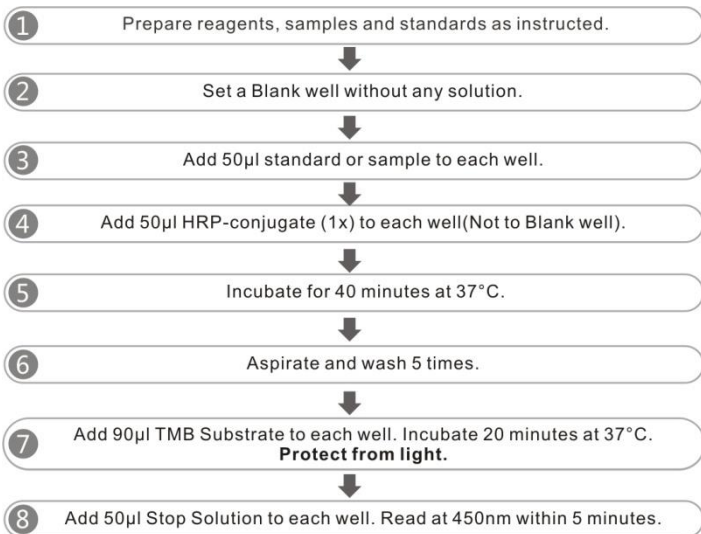 1 Prepare reagents, samples and standards as instructed.
2 Set a Blank well without any solution.
3 Add 50µl standard or sample to each well.
4 Add 50µl HRP-conjugate (1x) to each well(Not to Blank well).
5 Incubate for 40 minutes at 37°C.
6 Aspirate and wash 5 times.
7 Add 90µl TMB Substrate to each well. Incubate 20 minutes at 37°C.
Protect from light.
8 Add 50µl Stop Solution to each well. Read at 450nm within 5 minutes.